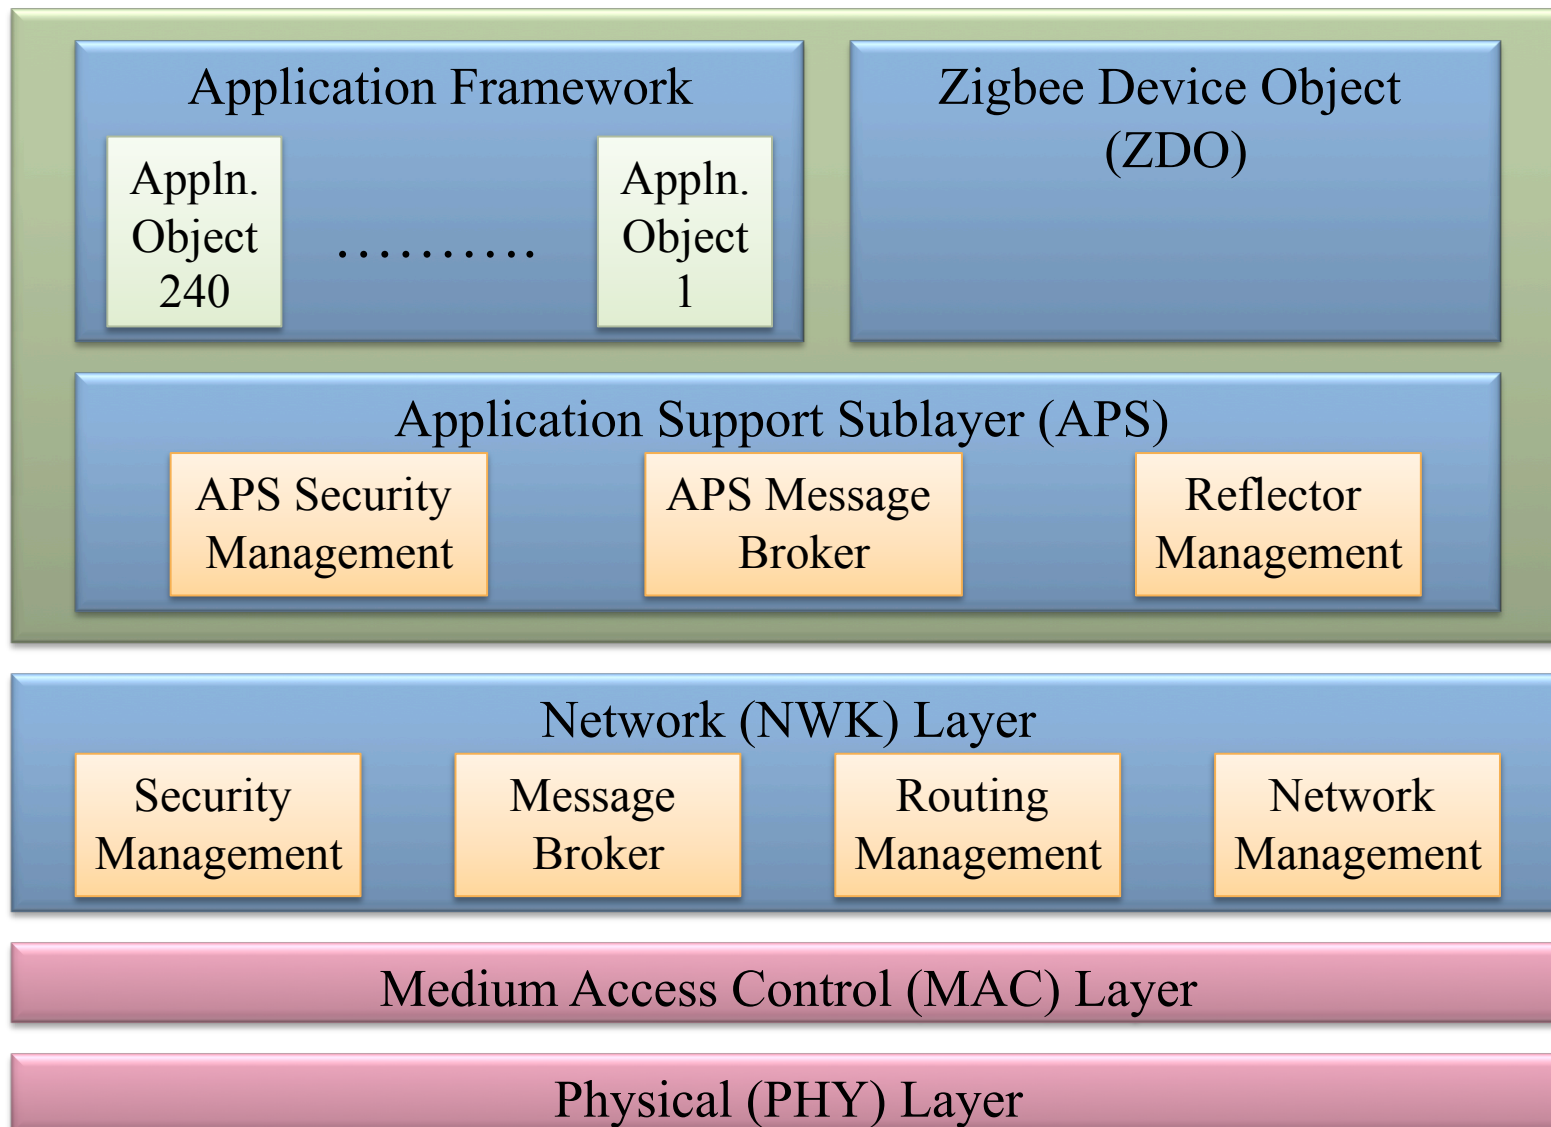 Application Framework
Appln.
Object
240
..........
Appln.
Object
1
Zigbee Device Object
(ZDO)
Application Support Sublayer (APS)
APS Security
Management
APS Message
Broker
Reflector
Management
Network (NWK) Layer
Security
Management
Message
Broker
Routing
Management
Network
Management
Medium Access Control (MAC) Layer
Physical (PHY) Layer